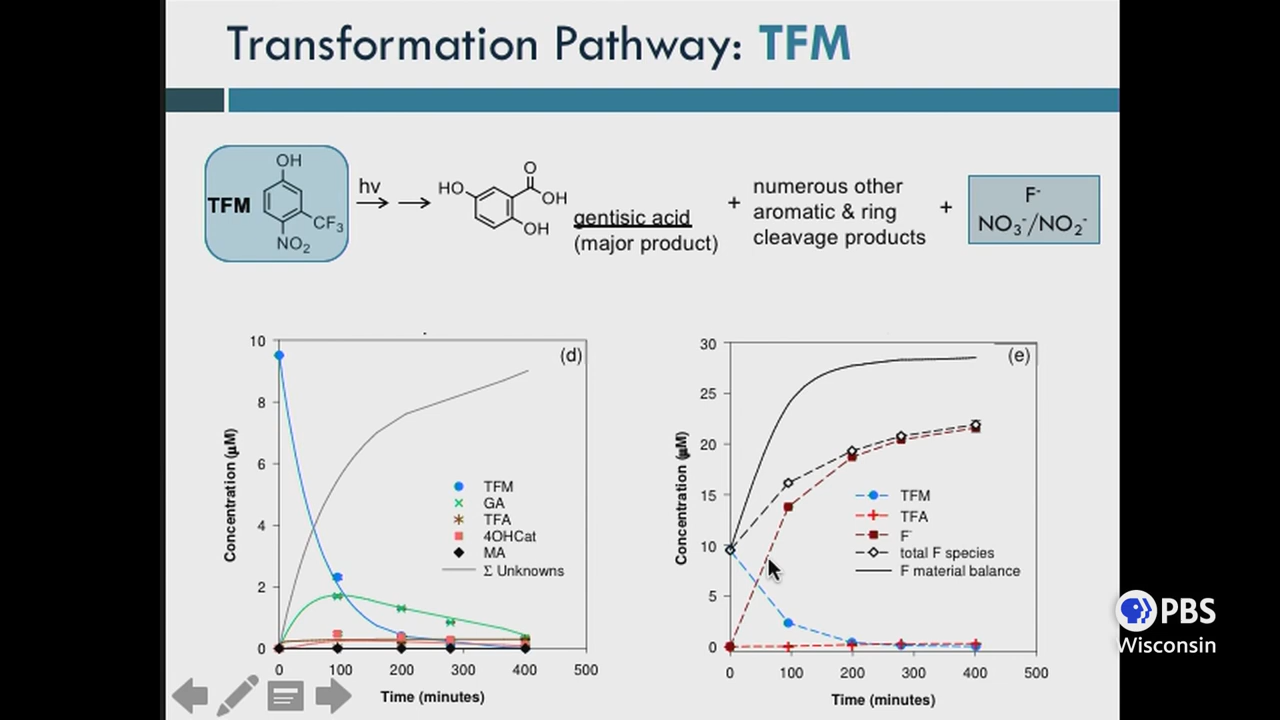 Transformation Pathway: TFM
TFM
OH
CF₃
NO₂
hv
HO
O
OH
OH
gentisic acid
(major product)
+
numerous other
aromatic & ring
cleavage products
+
F⁻
NO₃⁻/NO₂⁻
(d)
Concentration (µM)
10
8
6
4
2
0
TFM
GA
TFA
4OHCat
MA
Σ Unknowns
0 100 200 300 400 500
Time (minutes)
(e)
Concentration (µM)
30
25
20
15
10
5
0
TFM
TFA
F⁻
total F species
F material balance
0 100 200 300 400 500
Time (minutes)
PBS
Wisconsin